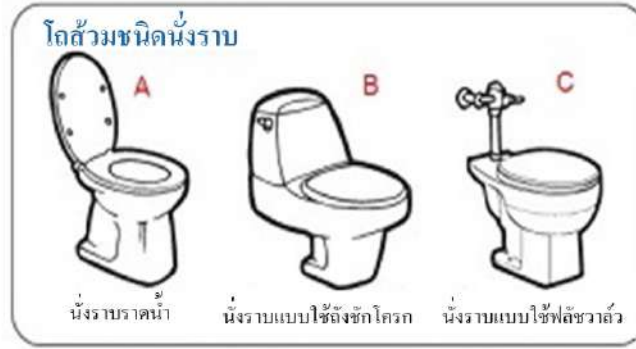 โถส้วมชนิดนั่งราบ
A
B
C
นั่งราบราดน้ำ
นั่งราบแบบใช้ถังชักโครก
นั่งราบแบบใช้ฟลัชวาล์ว